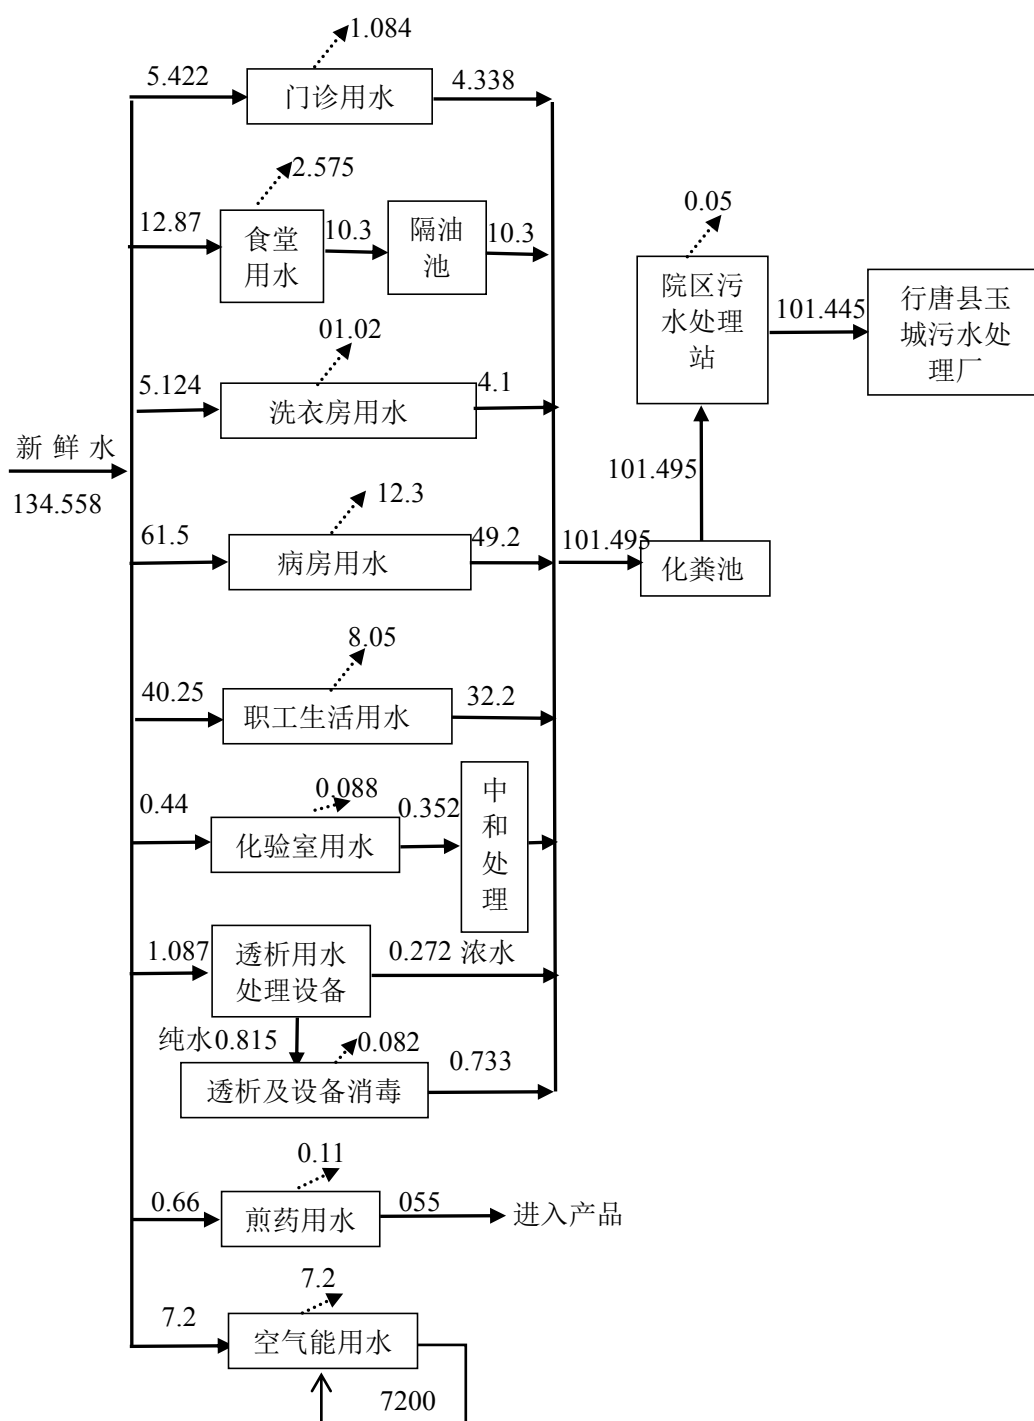 1.084
5.422
门诊用水
4.338
2.575
12.87
食堂
用水
10.3
隔油
池
10.3
0.05
院区污
水处理
站
101.445
行唐县玉
城污水处
理厂
01.02
5.124
洗衣房用水
4.1
新鲜水
134.558
101.495
12.3
61.5
病房用水
49.2
101.495
化粪池
8.05
40.25
职工生活用水
32.2
0.088
0.44
化验室用水
0.352
中
和
处
理
1.087
透析用水
处理设备
0.272 浓水
纯水0.815
0.082
透析及设备消毒
0.733
0.11
0.66
煎药用水
055
进入产品
7.2
7.2
空气能用水
7200